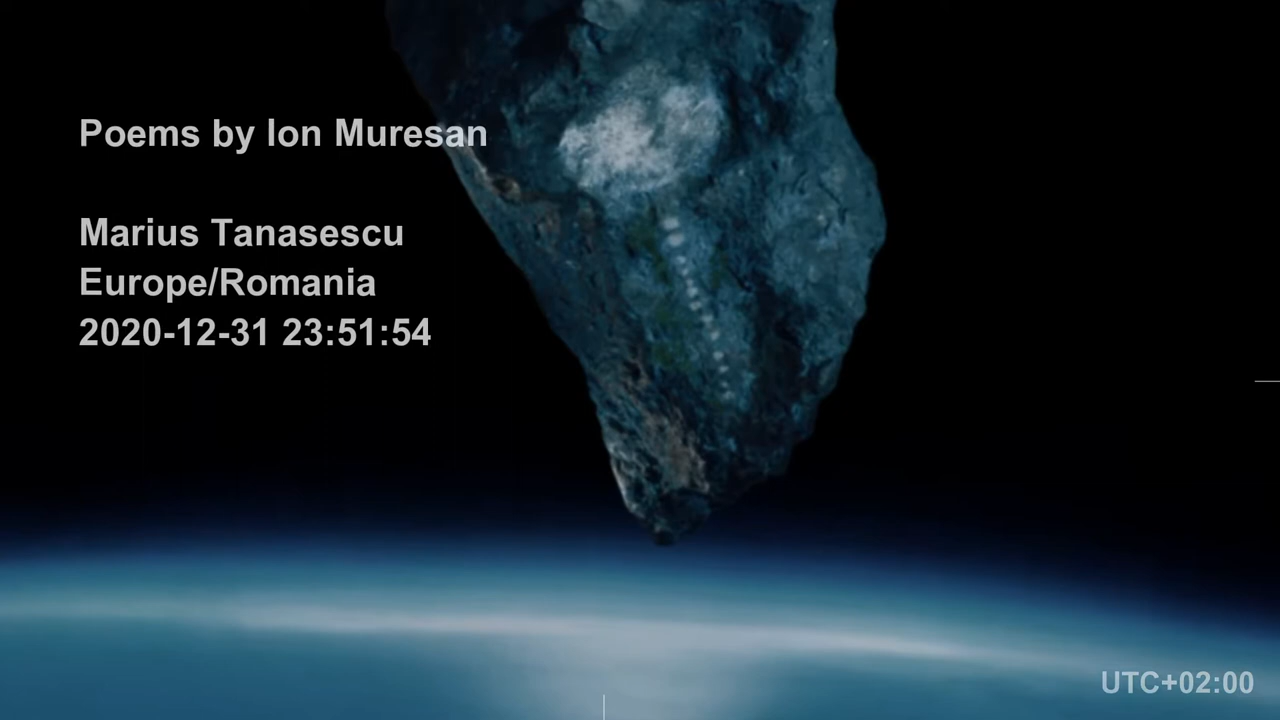 Poems by Ion Muresan
Marius Tanasescu
Europe/Romania
2020-12-31 23:51:54
UTC+02:00